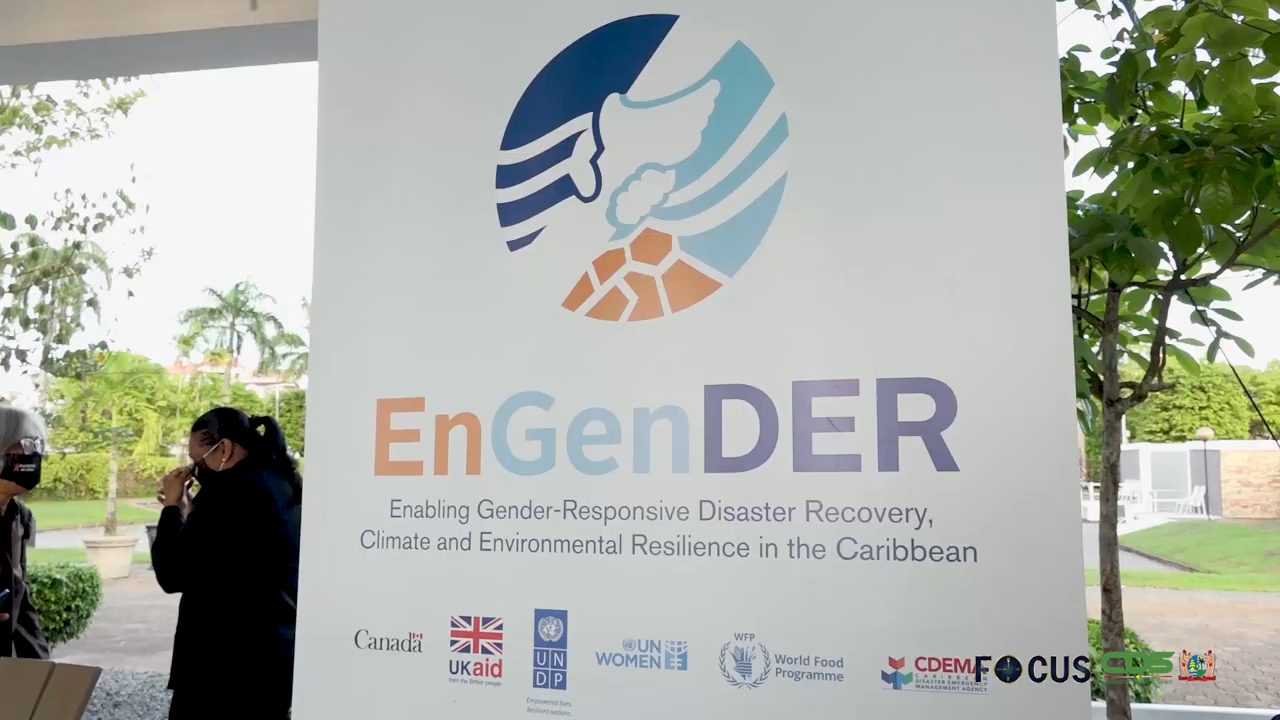 EnGenDER
Enabling Gender-Responsive Disaster Recovery,
Climate and Environmental Resilience in the Caribbean
Canada
UKaid
from the British people
UN
DP
Empowered lives.
Resilient nations.
UN
WOMEN
WFP
World Food
Programme
CDEMA
CARIBBEAN
DISASTER EMERGENCY
MANAGEMENT AGENCY
FOCUS
CDS